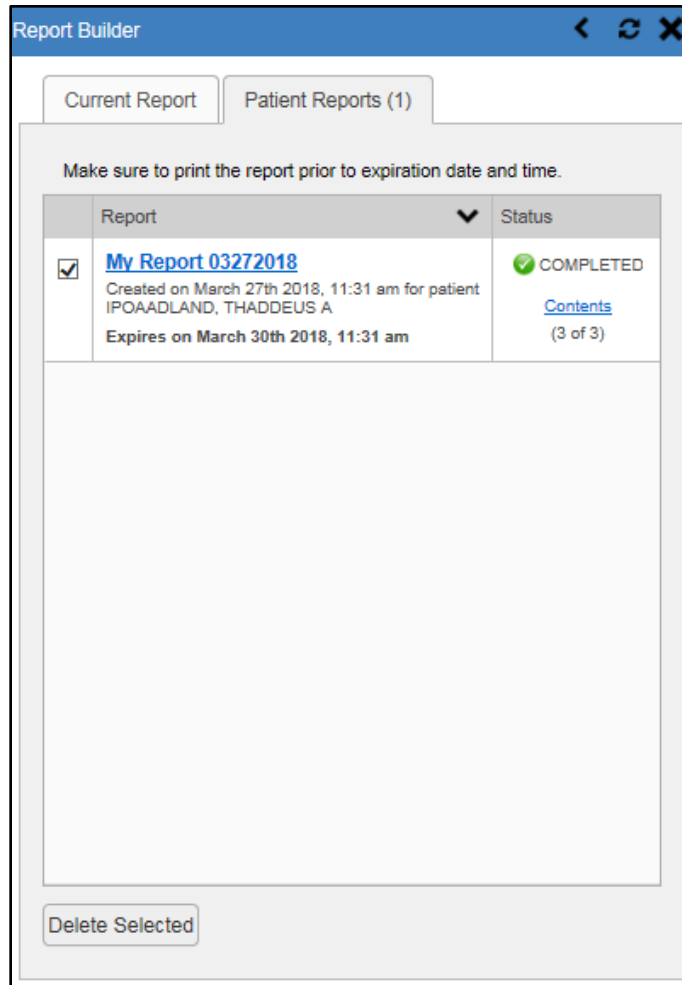 Report Builder
Current Report
Patient Reports (1)
Make sure to print the report prior to expiration date and time.
Report
Status
My Report 03272018
Created on March 27th 2018, 11:31 am for patient
IPOAADLAND, THADDEUS A
Expires on March 30th 2018, 11:31 am
COMPLETED
Contents
(3 of 3)
Delete Selected